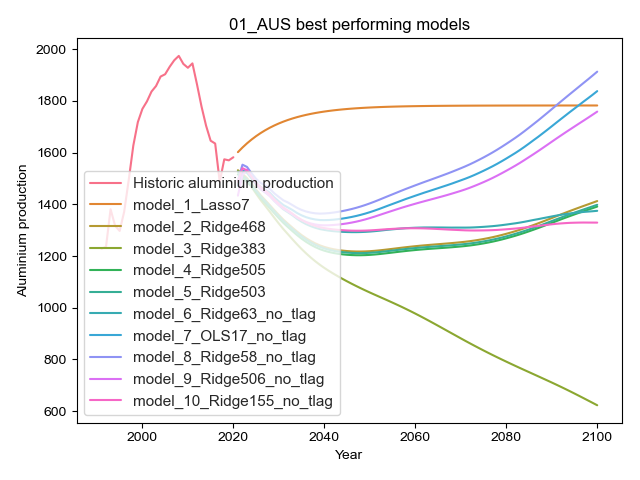 01_AUS best performing models
Aluminium production
2000
1800
1600
1400
1200
1000
800
600
Historic aluminium production
model_1_Lasso7
model_2_Ridge468
model_3_Ridge383
model_4_Ridge505
model_5_Ridge503
model_6_Ridge63_no_tlag
model_7_OLS17_no_tlag
model_8_Ridge58_no_tlag
model_9_Ridge506_no_tlag
model_10_Ridge155_no_tlag
2000 2020 2040 2060 2080 2100
Year